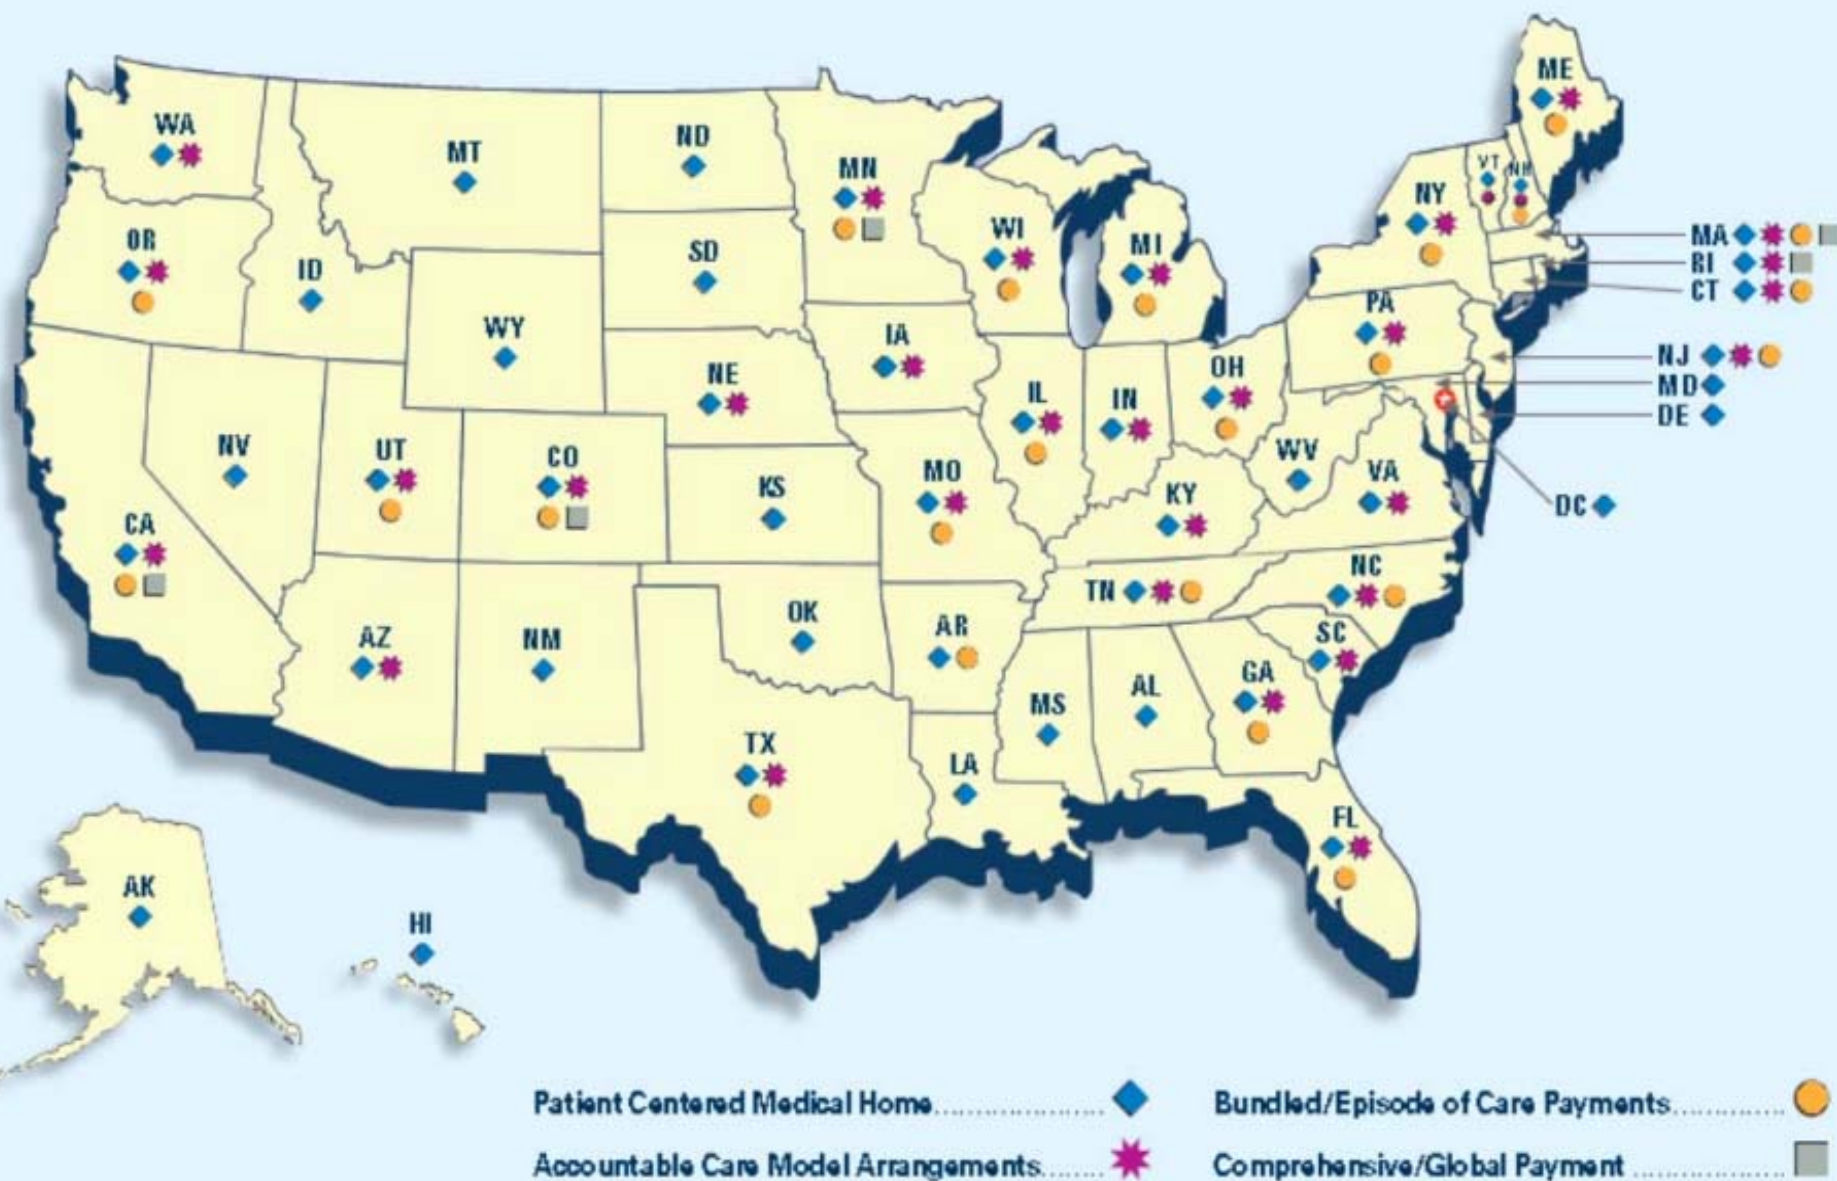 ME
WA
MT
ND
MN
VT
NH
NY
WI
MI
MA
RI
CT
OR
ID
SD
WY
PA
IA
NJ
MD
DE
NE
OH
IL
IN
NV
UT
CO
KS
MO
WV
VA
KY
DC
CA
TN
NC
AZ
NM
OK
AR
SC
GA
MS
AL
TX
LA
FL
AK
HI
Patient Centered Medical Home....................
Bundled/Episode of Care Payments..............
Accountable Care Model Arrangements.......
Comprehensive/Global Payment ...................